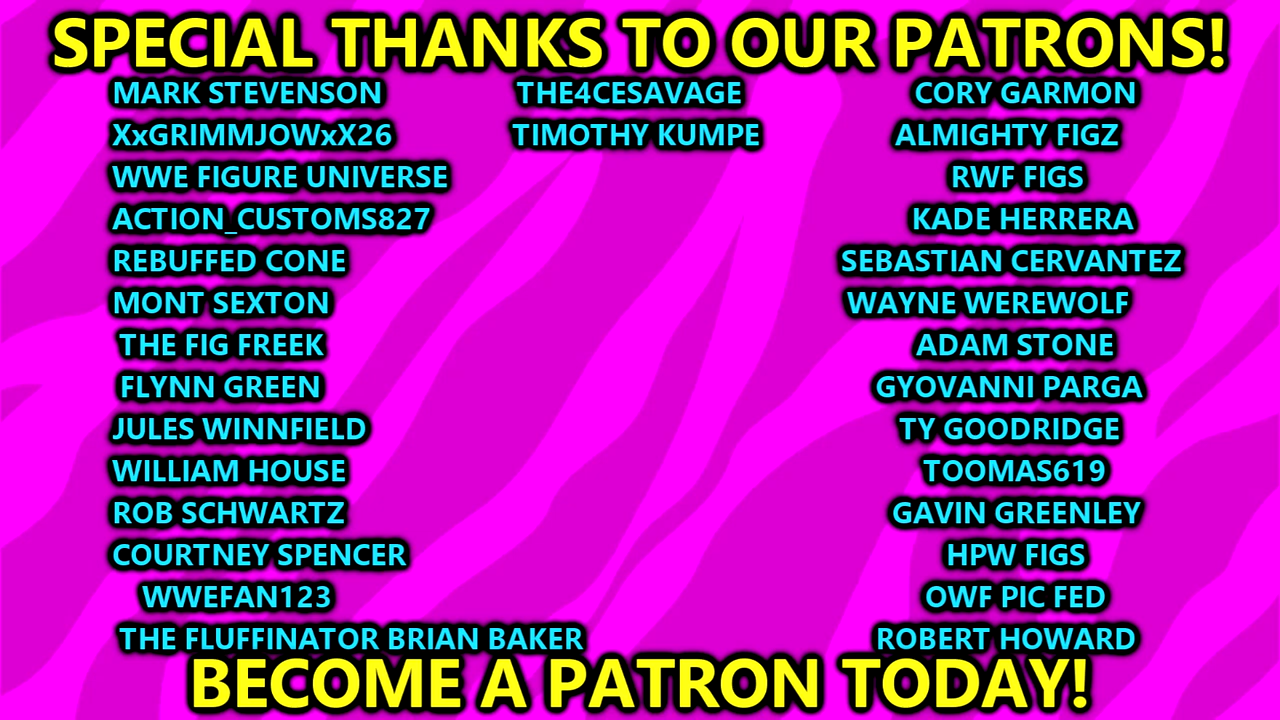 SPECIAL THANKS TO OUR PATRONS!
MARK STEVENSON
XxGRIMMJOWxX26
WWE FIGURE UNIVERSE
ACTION_CUSTOMS827
REBUFFED CONE
MONT SEXTON
THE FIG FREEK
FLYNN GREEN
JULES WINNFIELD
WILLIAM HOUSE
ROB SCHWARTZ
COURTNEY SPENCER
WWEFAN123
THE FLUFFINATOR BRIAN BAKER
THE4CESAVAGE
TIMOTHY KUMPE
CORY GARMON
ALMIGHTY FIGZ
RWF FIGS
KADE HERRERA
SEBASTIAN CERVANTEZ
WAYNE WEREWOLF
ADAM STONE
GYOVANNI PARGA
TY GOODRIDGE
TOOMAS619
GAVIN GREENLEY
HPW FIGS
OWF PIC FED
ROBERT HOWARD
BECOME A PATRON TODAY!